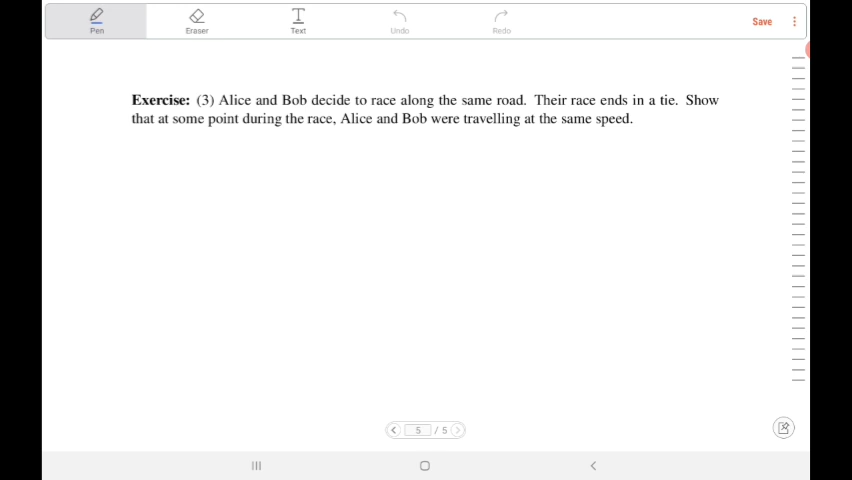 Pen
Eraser
Text
Undo
Redo
Save
Exercise: (3) Alice and Bob decide to race along the same road. Their race ends in a tie. Show
that at some point during the race, Alice and Bob were travelling at the same speed.
5 / 5